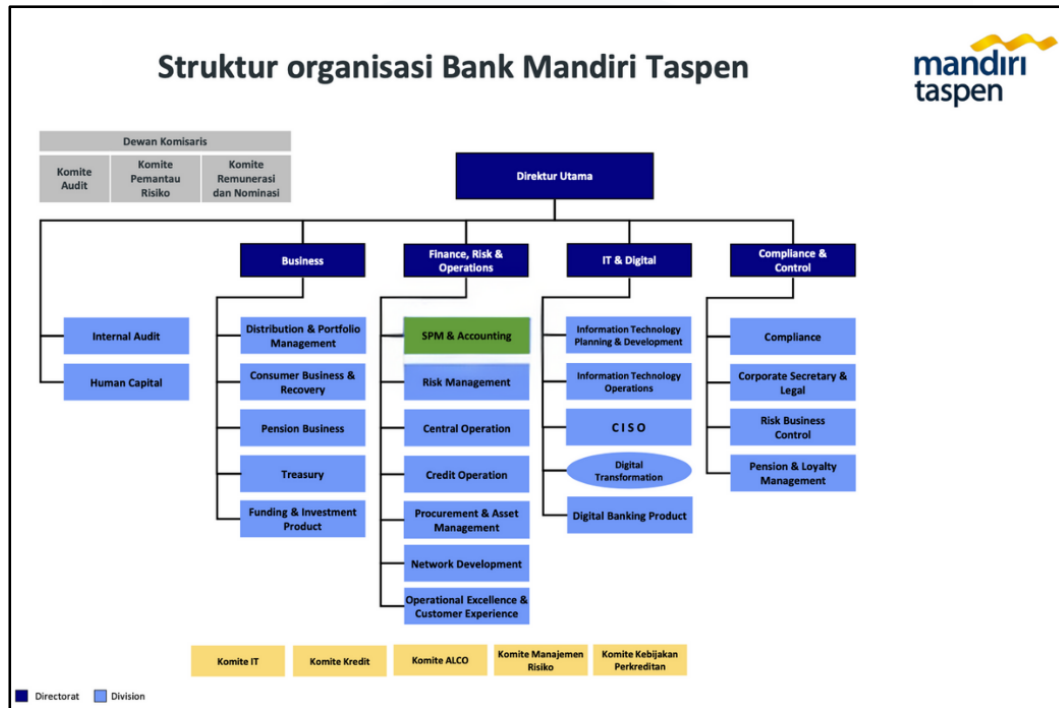 Struktur organisasi Bank Mandiri Taspen
mandiri
taspen
Dewan Komisaris
Komite
Audit
Komite
Pemantau
Risiko
Komite
Remunerasi
dan Nominasi
Direktur Utama
Business
Finance, Risk &
Operations
IT & Digital
Compliance &
Control
Internal Audit
Human Capital
Distribution & Portfolio
Management
Consumer Business &
Recovery
Pension Business
Treasury
Funding & Investment
Product
SPM & Accounting
Risk Management
Central Operation
Credit Operation
Procurement & Asset
Management
Network Development
Operational Excellence &
Customer Experience
Information Technology
Planning & Development
Information Technology
Operations
C I S O
Digital
Transformation
Digital Banking Product
Compliance
Corporate Secretary &
Legal
Risk Business
Control
Pension & Loyalty
Management
Komite IT
Komite Kredit
Komite ALCO
Komite Manajemen
Risiko
Komite Kebijakan
Perkreditan
Directorat
Division